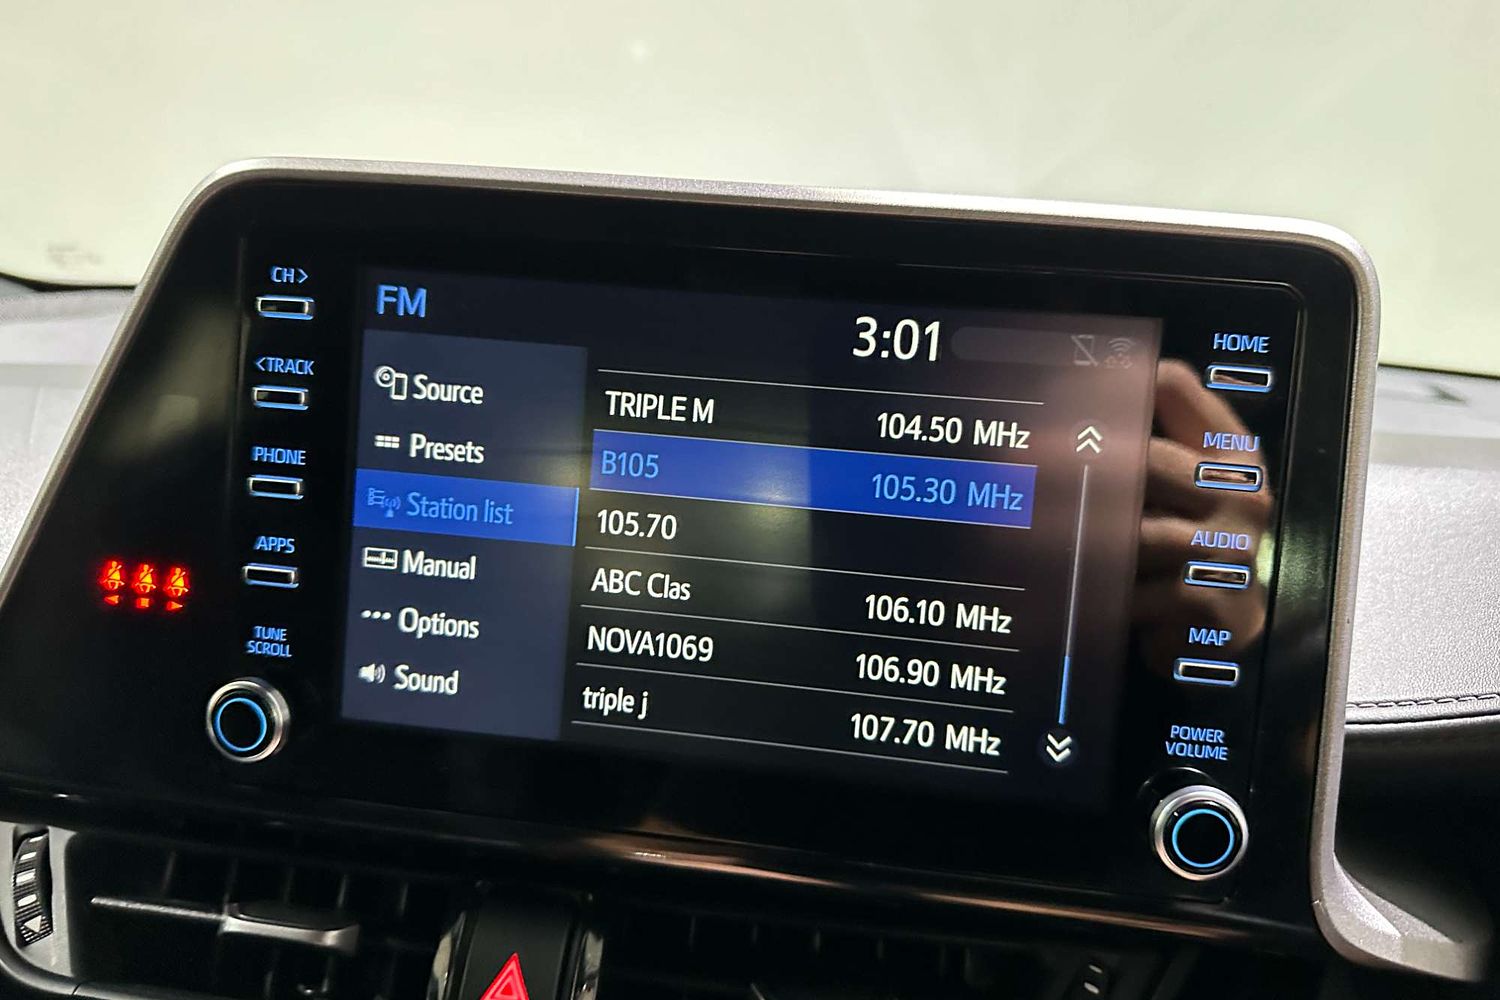 CH>
<TRACK
PHONE
APPS
TUNE
SCROLL
FM
3:01
Source
Presets
Station list
Manual
Options
Sound
TRIPLE M 104.50 MHz
B105 105.30 MHz
105.70
ABC Clas 106.10 MHz
NOVA1069 106.90 MHz
triple j 107.70 MHz
HOME
MENU
AUDIO
MAP
POWER
VOLUME